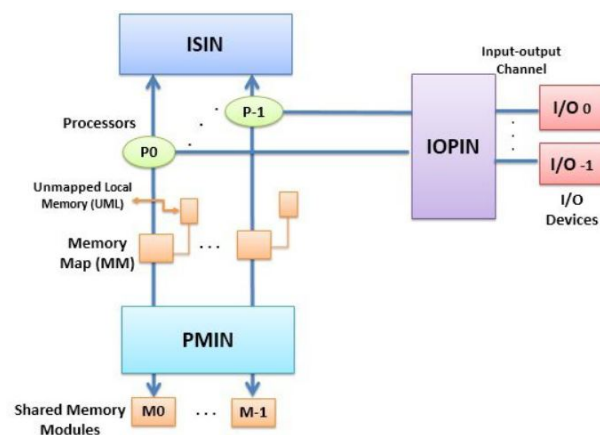 ISIN
Input-output
Channel
Processors
P-1
P0
IOPIN
I/O 0
I/O -1
I/O
Devices
Unmapped Local
Memory (UML)
Memory
Map (MM)
PMIN
Shared Memory
Modules
M0
M-1